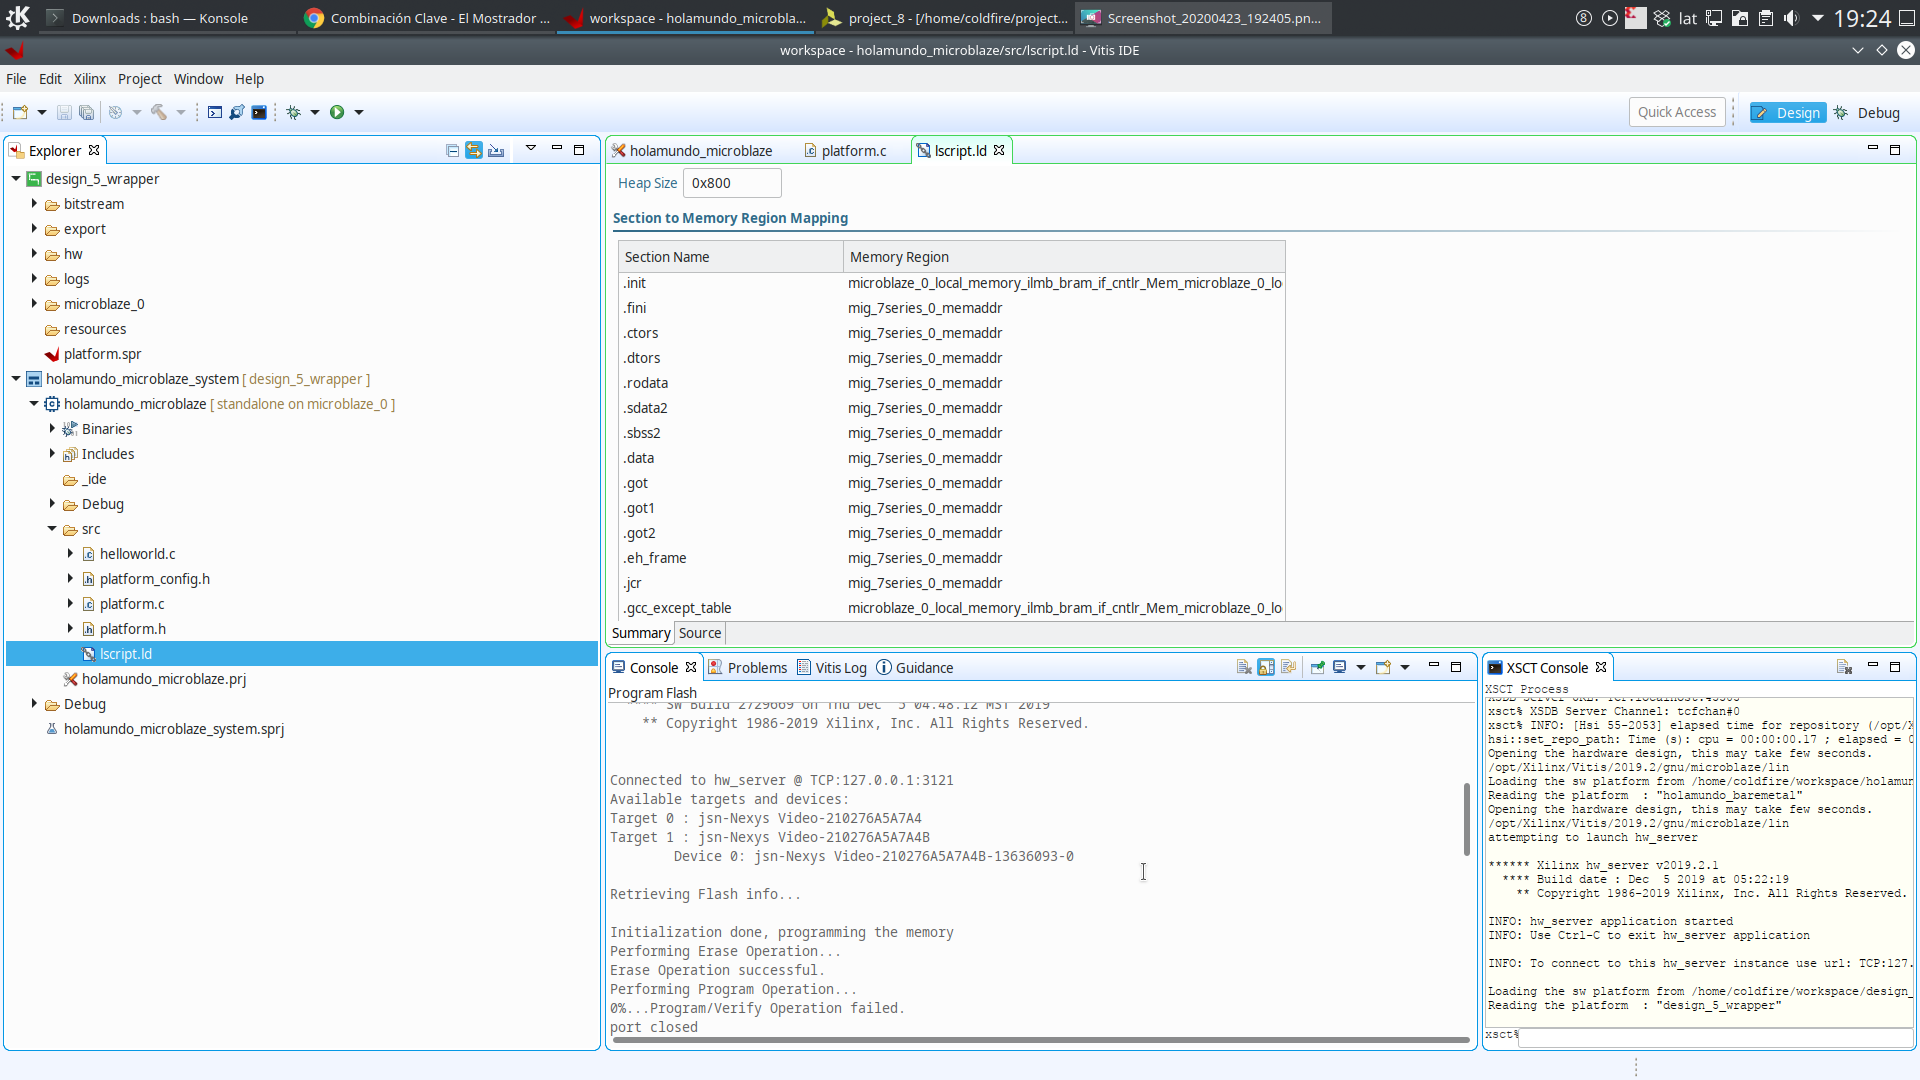 Downloads : bash — Konsole
Combinación Clave - El Mostrador ...
workspace - holamundo_microbla...
project_8 - [/home/coldfire/project...
Screenshot_20200423_192405.pn...
8
lat
19:24
workspace - holamundo_microblaze/src/lscript.ld - Vitis IDE
File Edit Xilinx Project Window Help
Quick Access
Design
Debug
Explorer
design_5_wrapper
bitstream
export
hw
logs
microblaze_0
resources
platform.spr
holamundo_microblaze_system [ design_5_wrapper ]
holamundo_microblaze [ standalone on microblaze_0 ]
Binaries
Includes
_ide
Debug
src
helloworld.c
platform_config.h
platform.c
platform.h
lscript.ld
holamundo_microblaze.prj
Debug
holamundo_microblaze_system.sprj
holamundo_microblaze
platform.c
lscript.ld
Heap Size 0x800
Section to Memory Region Mapping
Section Name Memory Region
.init microblaze_0_local_memory_ilmb_bram_if_cntlr_Mem_microblaze_0_lo
.fini mig_7series_0_memaddr
.ctors mig_7series_0_memaddr
.dtors mig_7series_0_memaddr
.rodata mig_7series_0_memaddr
.sdata2 mig_7series_0_memaddr
.sbss2 mig_7series_0_memaddr
.data mig_7series_0_memaddr
.got mig_7series_0_memaddr
.got1 mig_7series_0_memaddr
.got2 mig_7series_0_memaddr
.eh_frame mig_7series_0_memaddr
.jcr mig_7series_0_memaddr
.gcc_except_table microblaze_0_local_memory_ilmb_bram_if_cntlr_Mem_microblaze_0_lo
Summary Source
Console Problems Vitis Log Guidance
Program Flash
**** SW Build 2729669 on Thu Dec 5 04:48:12 MST 2019
** Copyright 1986-2019 Xilinx, Inc. All Rights Reserved.
Connected to hw_server @ TCP:127.0.0.1:3121
Available targets and devices:
Target 0 : jsn-Nexys Video-210276A5A7A4
Target 1 : jsn-Nexys Video-210276A5A7A4B
Device 0: jsn-Nexys Video-210276A5A7A4B-13636093-0
Retrieving Flash info...
Initialization done, programming the memory
Performing Erase Operation...
Erase Operation successful.
Performing Program Operation...
0%...Program/Verify Operation failed.
port closed
XSCT Console
XSCT Process
xsct% XSDB Server Channel: tcfchan#0
xsct% INFO: [Hsi 55-2053] elapsed time for repository (/opt/X
hsi::set_repo_path: Time (s): cpu = 00:00:00.17 ; elapsed = 0
Opening the hardware design, this may take few seconds.
/opt/Xilinx/Vitis/2019.2/gnu/microblaze/lin
Loading the sw platform from /home/coldfire/workspace/holamun
Reading the platform : "holamundo_baremetal"
Opening the hardware design, this may take few seconds.
/opt/Xilinx/Vitis/2019.2/gnu/microblaze/lin
attempting to launch hw_server
****** Xilinx hw_server v2019.2.1
**** Build date : Dec 5 2019 at 05:22:19
** Copyright 1986-2019 Xilinx, Inc. All Rights Reserved.
INFO: hw_server application started
INFO: Use Ctrl-C to exit hw_server application
INFO: To connect to this hw_server instance use url: TCP:127.
Loading the sw platform from /home/coldfire/workspace/design_
Reading the platform : "design_5_wrapper"
xsct%